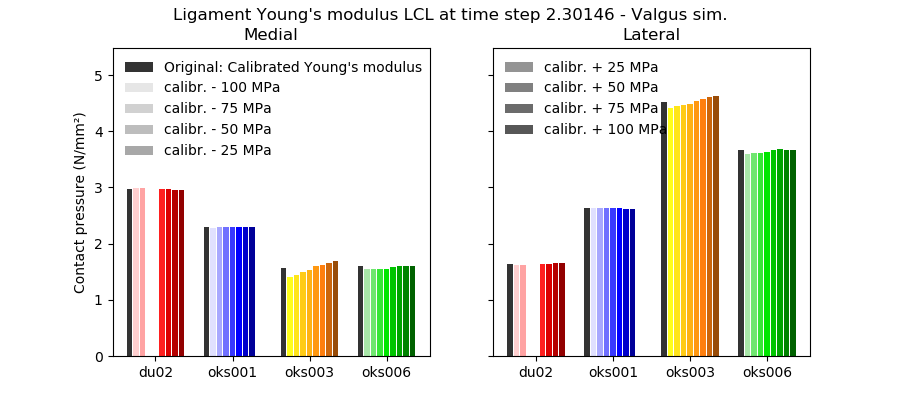 Ligament Young's modulus LCL at time step 2.30146 - Valgus sim.
Medial
Lateral
Original: Calibrated Young's modulus
calibr. - 100 MPa
calibr. - 75 MPa
calibr. - 50 MPa
calibr. - 25 MPa
calibr. + 25 MPa
calibr. + 50 MPa
calibr. + 75 MPa
calibr. + 100 MPa
Contact pressure (N/mm²)
5
4
3
2
1
0
du02 oks001 oks003 oks006
du02 oks001 oks003 oks006